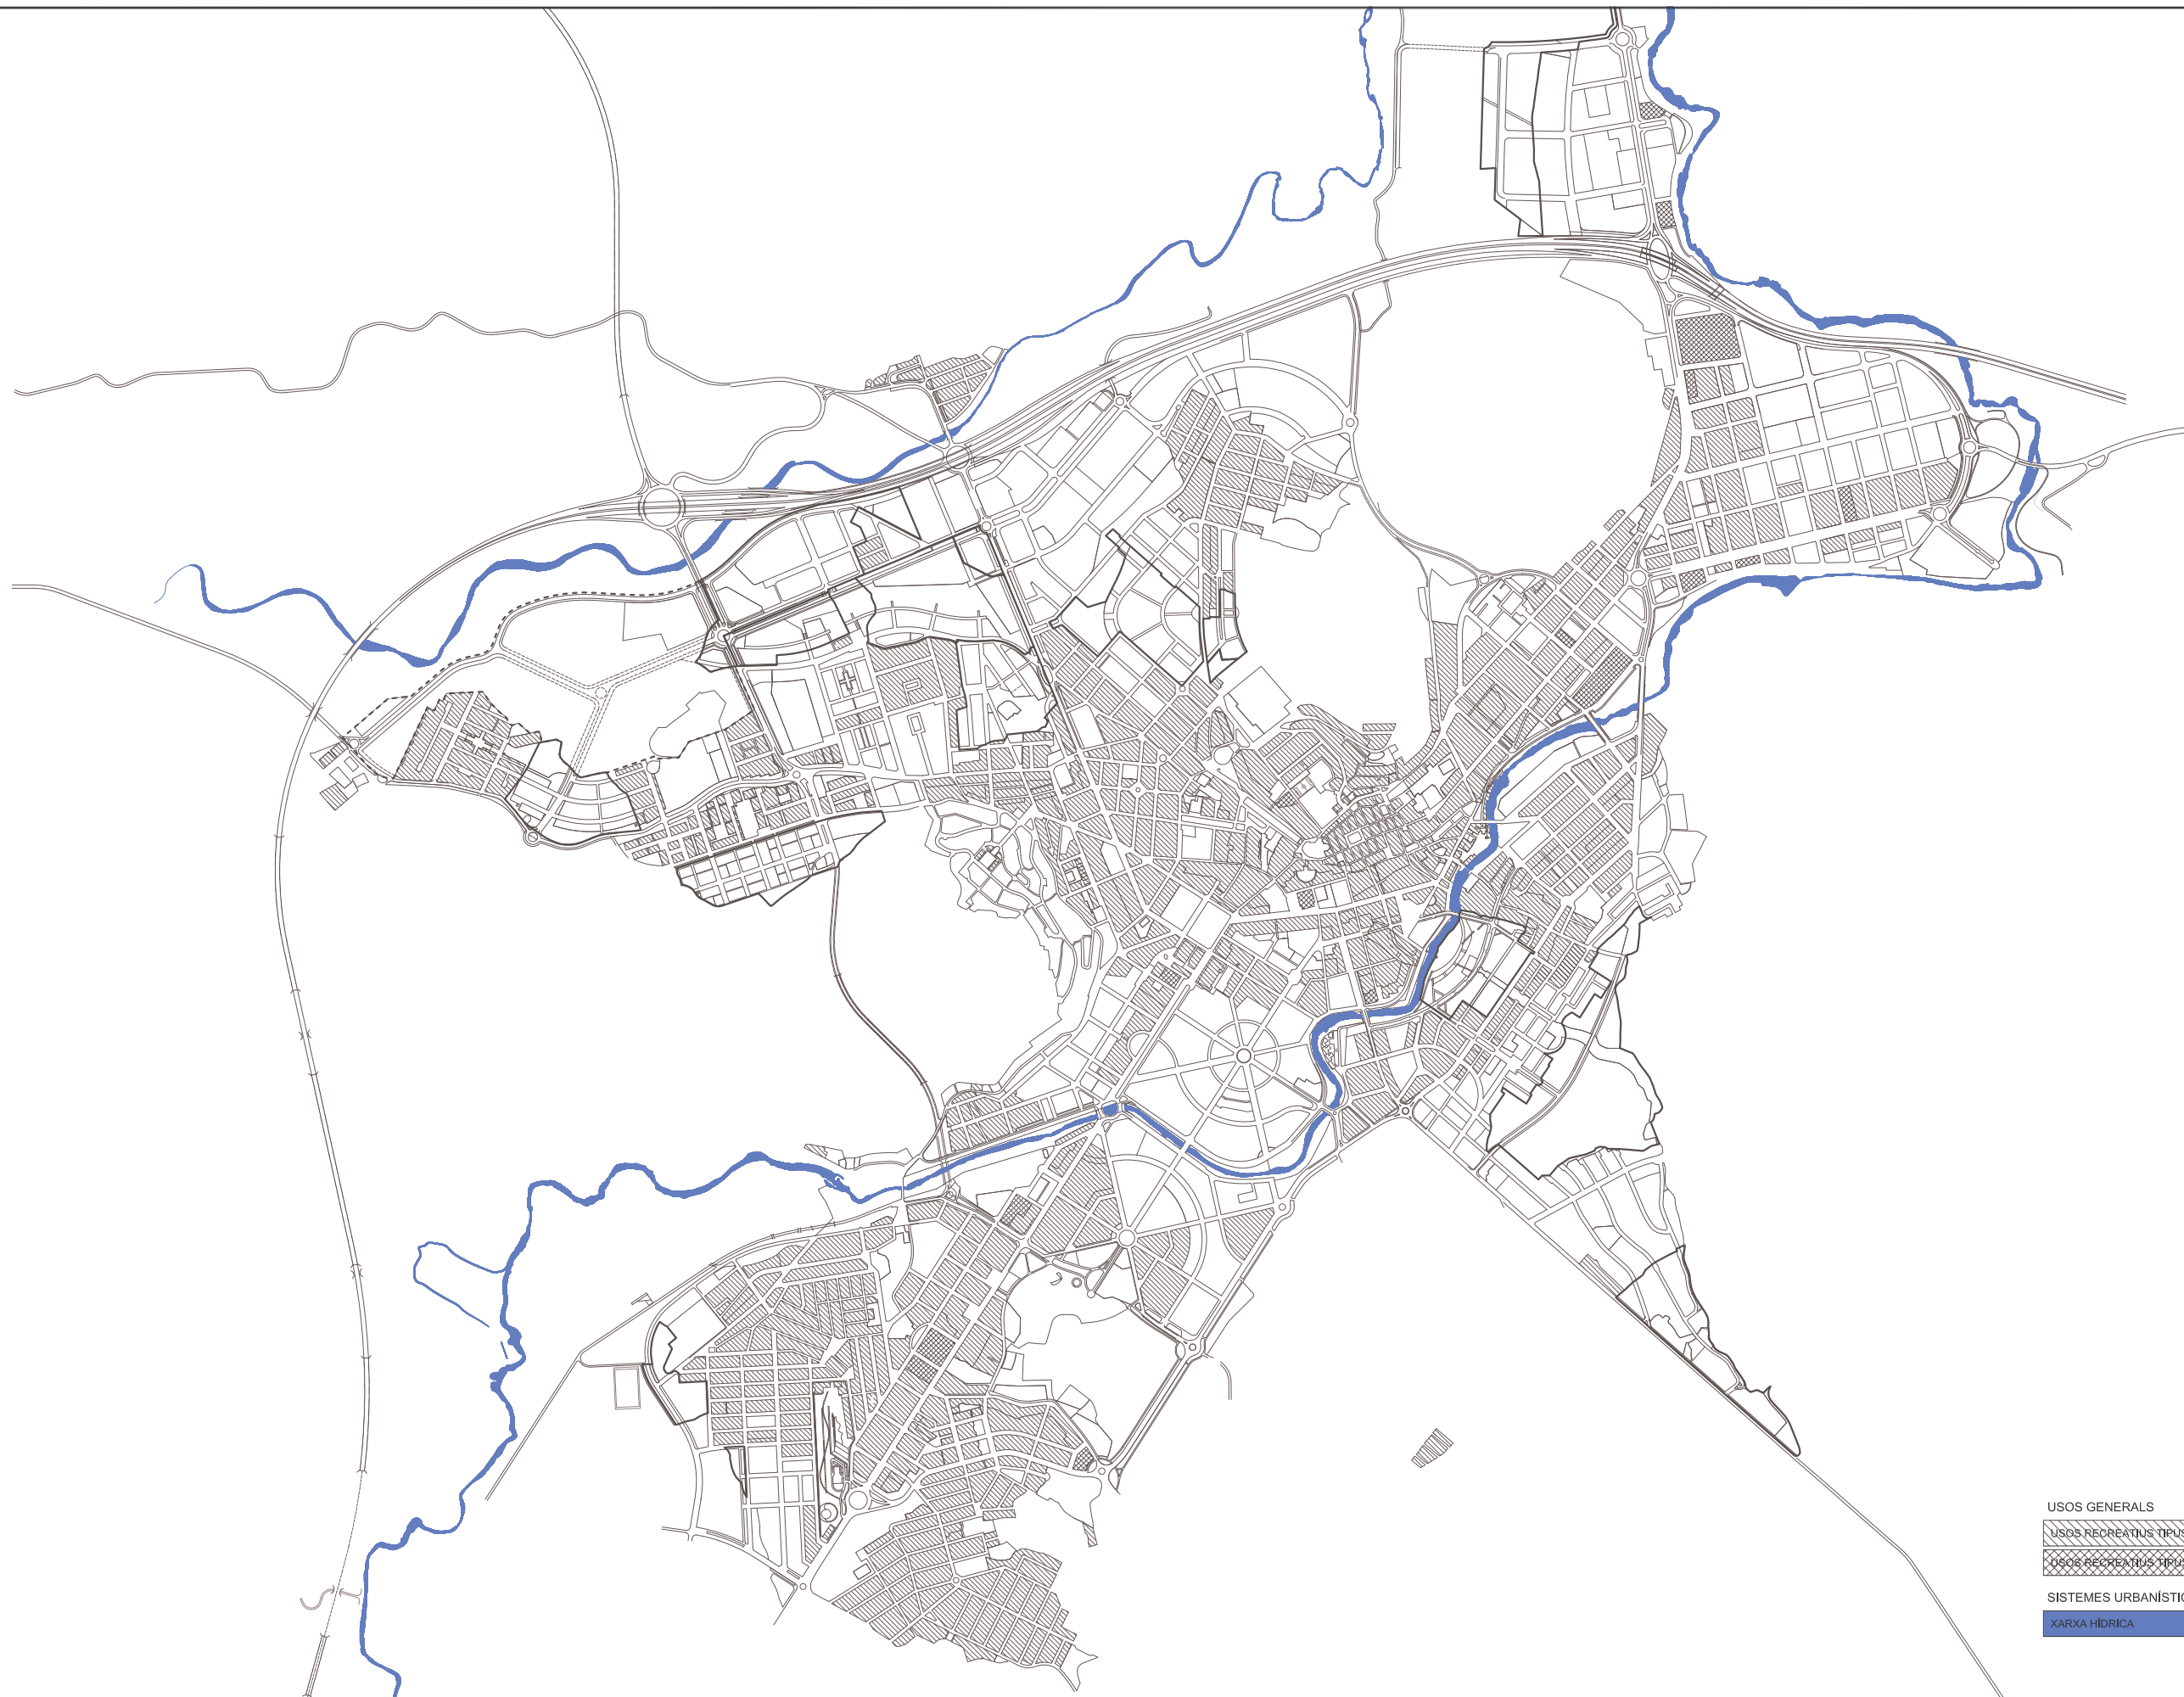 USOS GENERALS
USOS RECREATIUS TIPUS
USOS RECREATIUS TIPUS
SISTEMES URBANÍSTIC
XARXA HÍDRICA